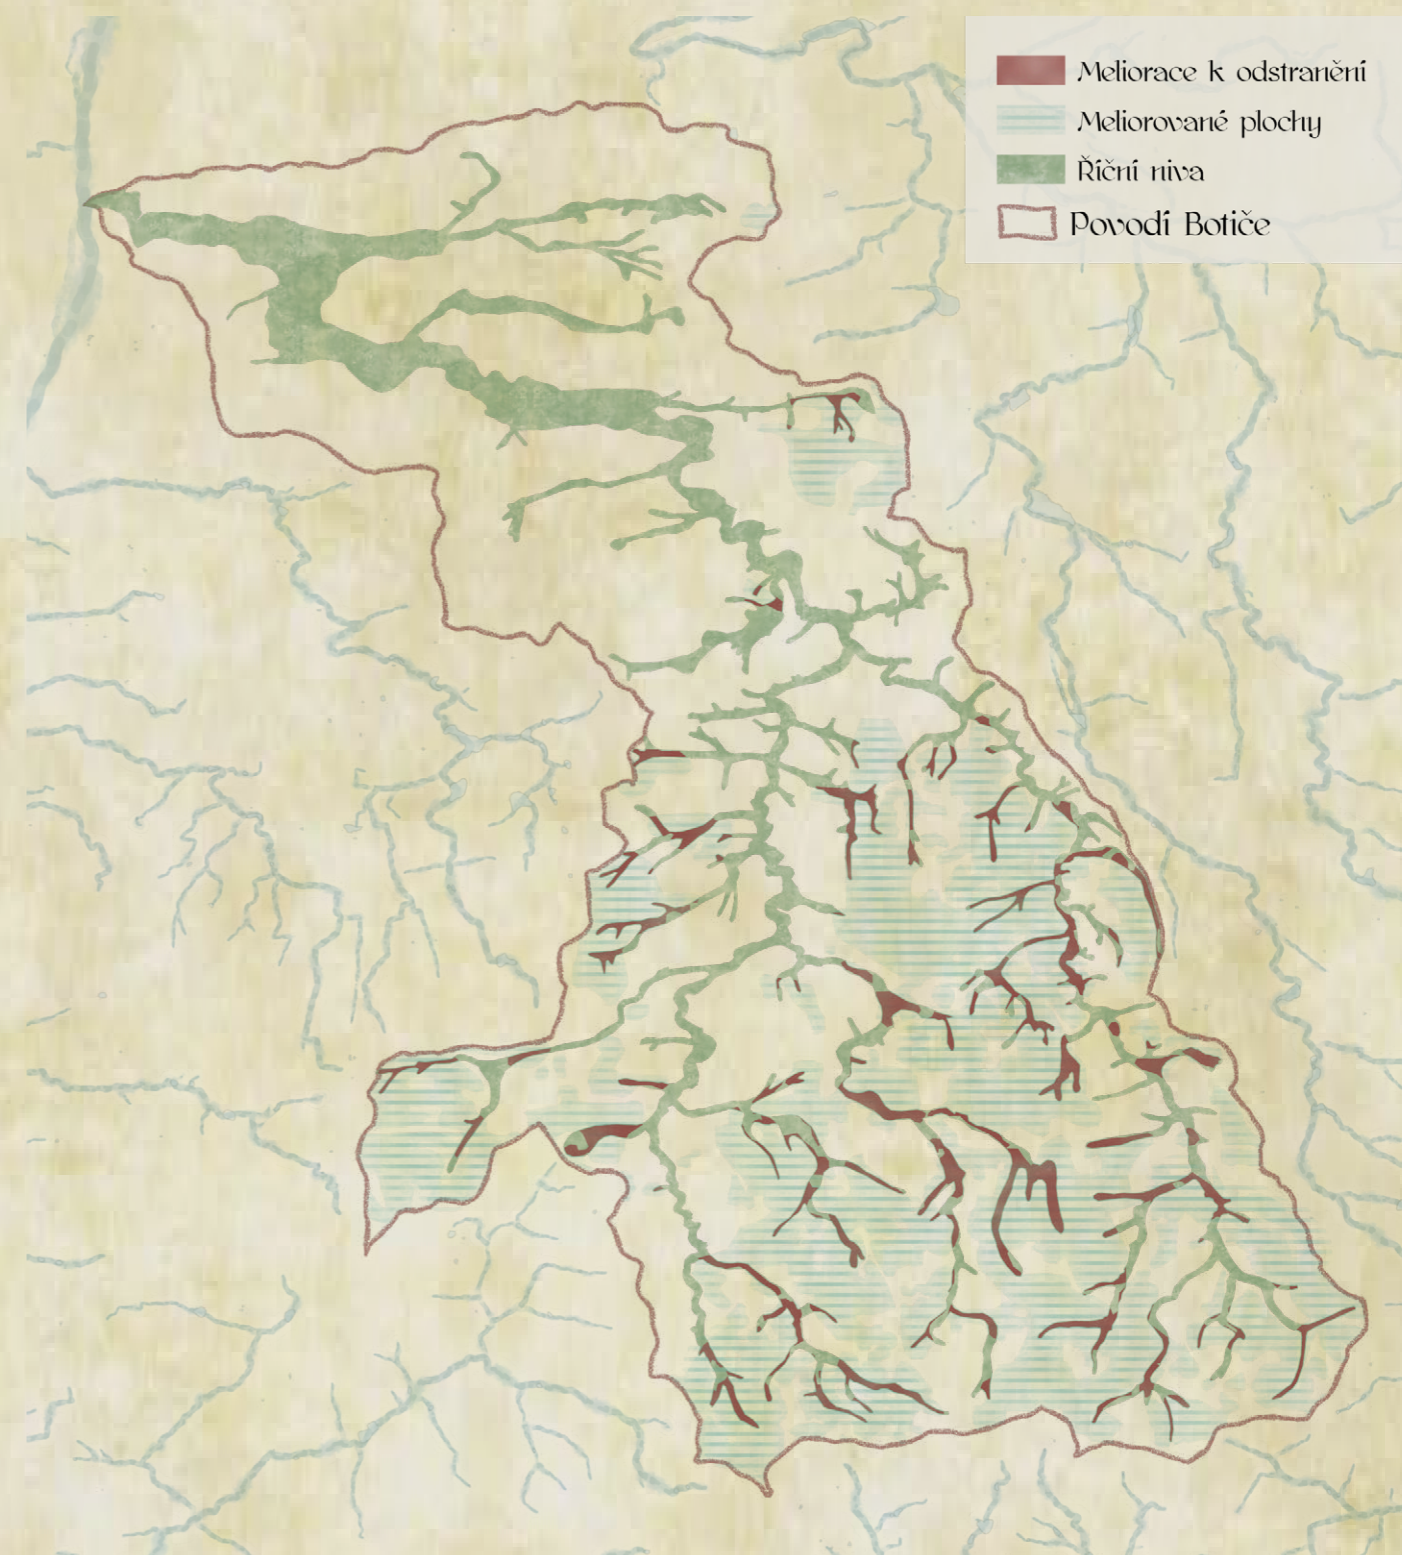 Meliorace k odstranění
Meliorované plochy
Říční niva
Povodí Botiče